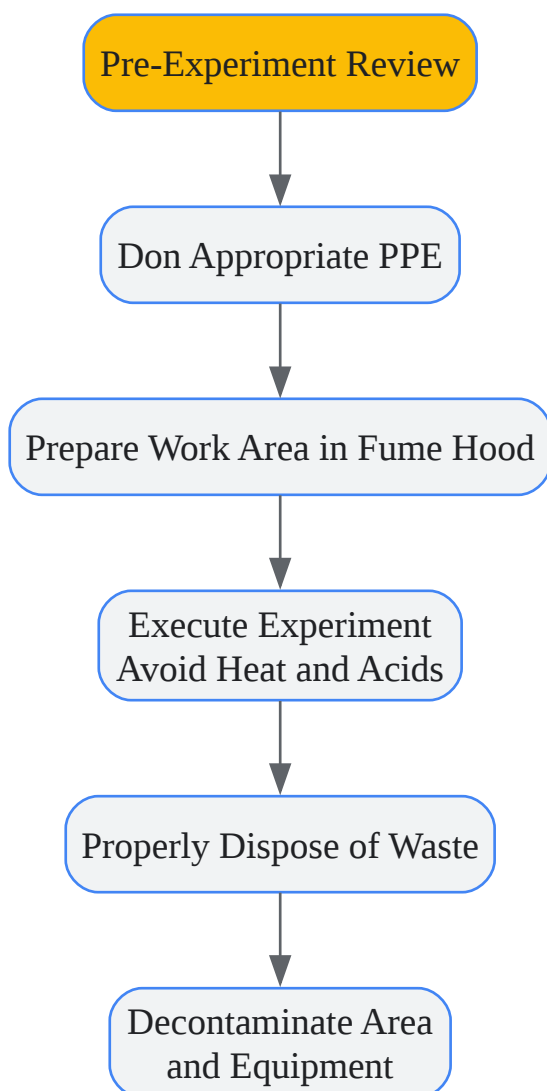 Pre-Experiment Review
Don Appropriate PPE
Prepare Work Area in Fume Hood
Execute Experiment
Avoid Heat and Acids
Properly Dispose of Waste
Decontaminate Area
and Equipment